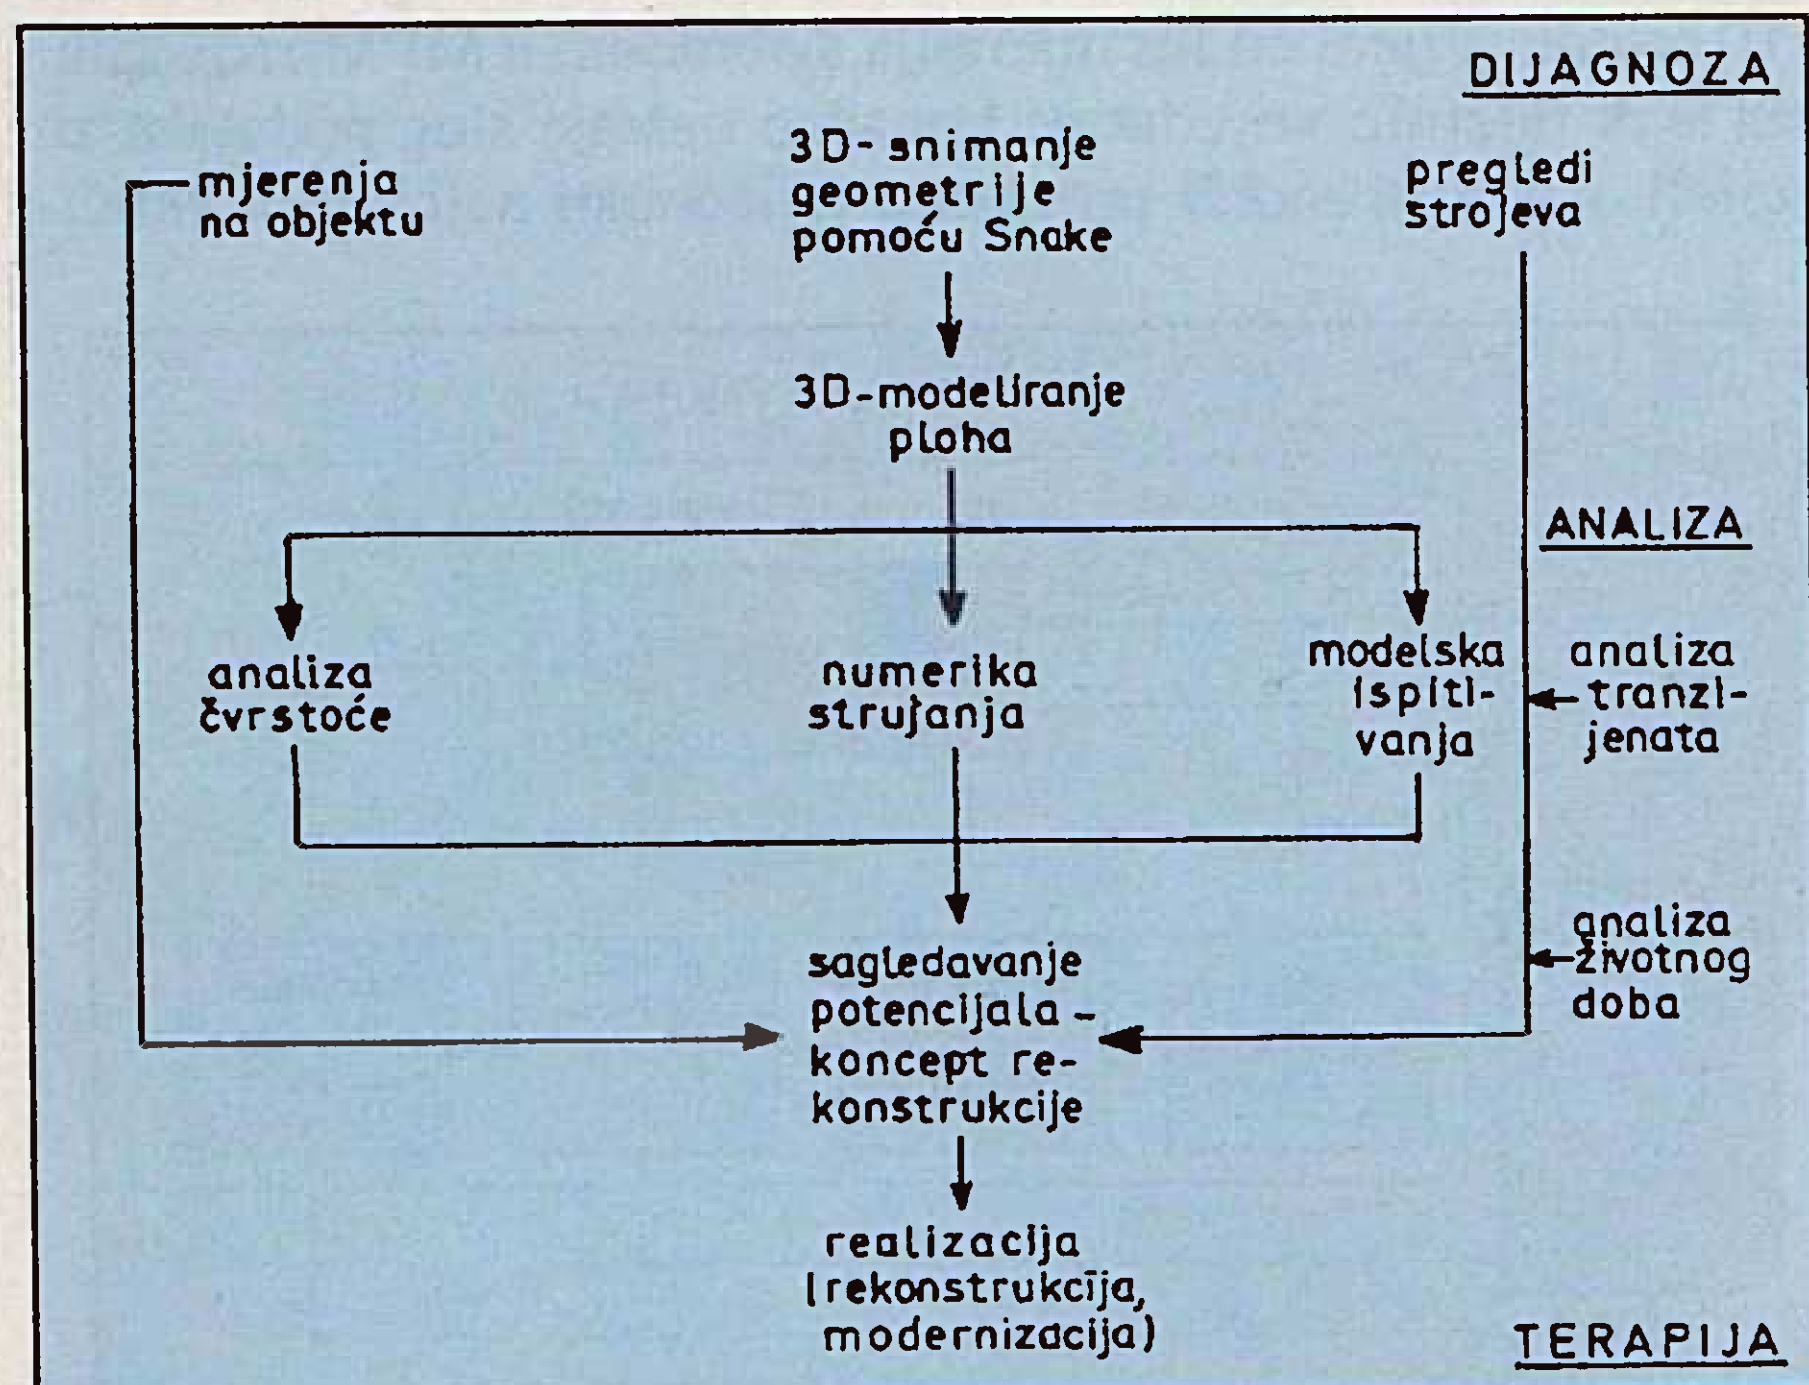 DIJAGNOZA
mjerenja
na objektu
3D-snimanje
geometrije
pomoću Snake
pregledi
strojeva
3D-modeliranje
ploha
ANALIZA
analiza
čvrstoće
numerika
strujanja
modelska
ispiti-
vanja
analiza
tranzi-
jenata
analiza
životnog
doba
sagledavanje
potencijala -
koncept re-
konstrukcije
realizacija
(rekonstrukcija,
modernizacija)
TERAPIJA